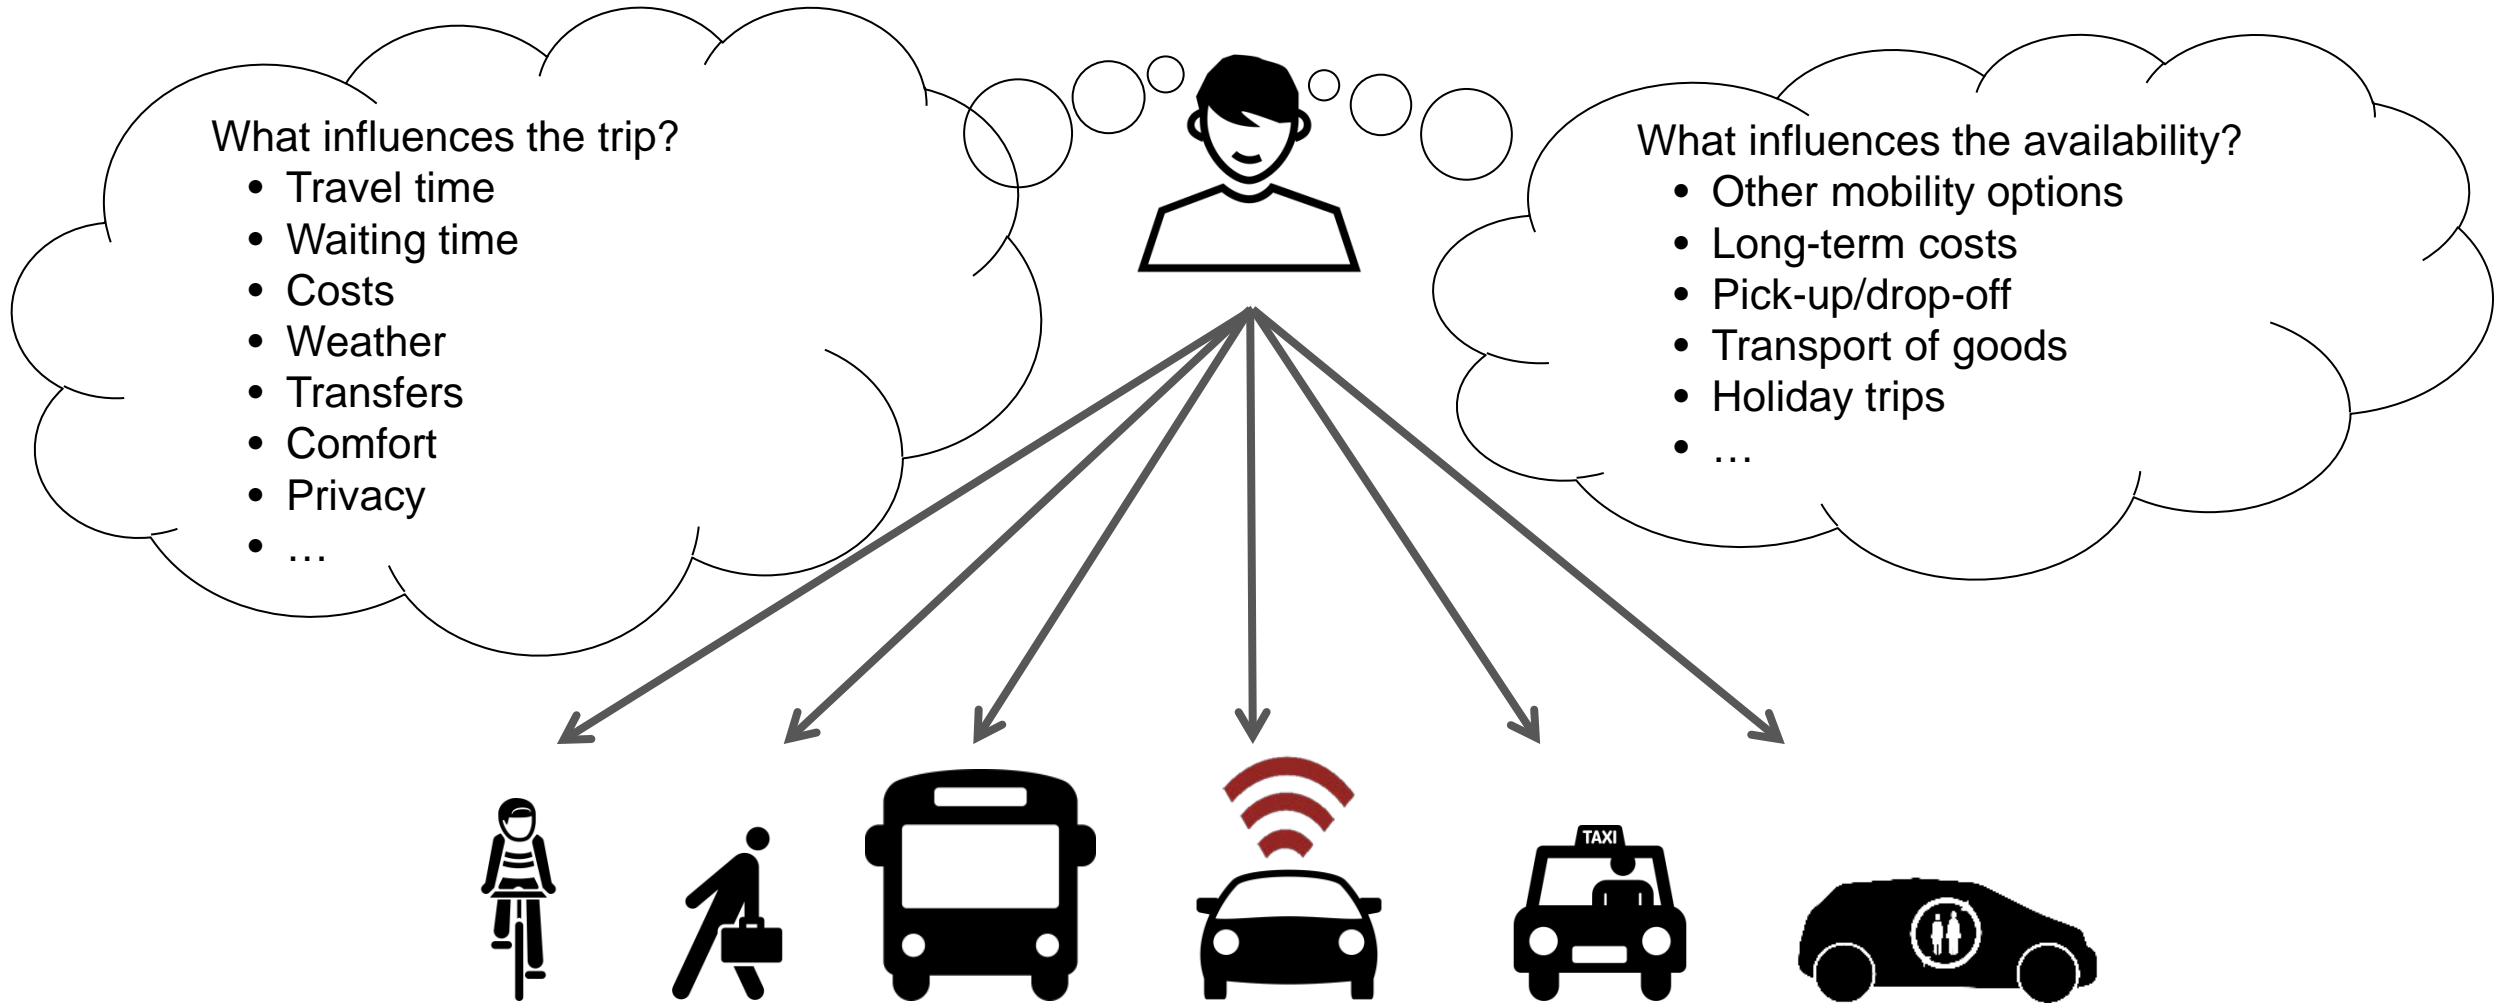 What influences the trip?
• Travel time
• Waiting time
• Costs
• Weather
• Transfers
• Comfort
• Privacy
• …
What influences the availability?
• Other mobility options
• Long-term costs
• Pick-up/drop-off
• Transport of goods
• Holiday trips
• …
TAXI